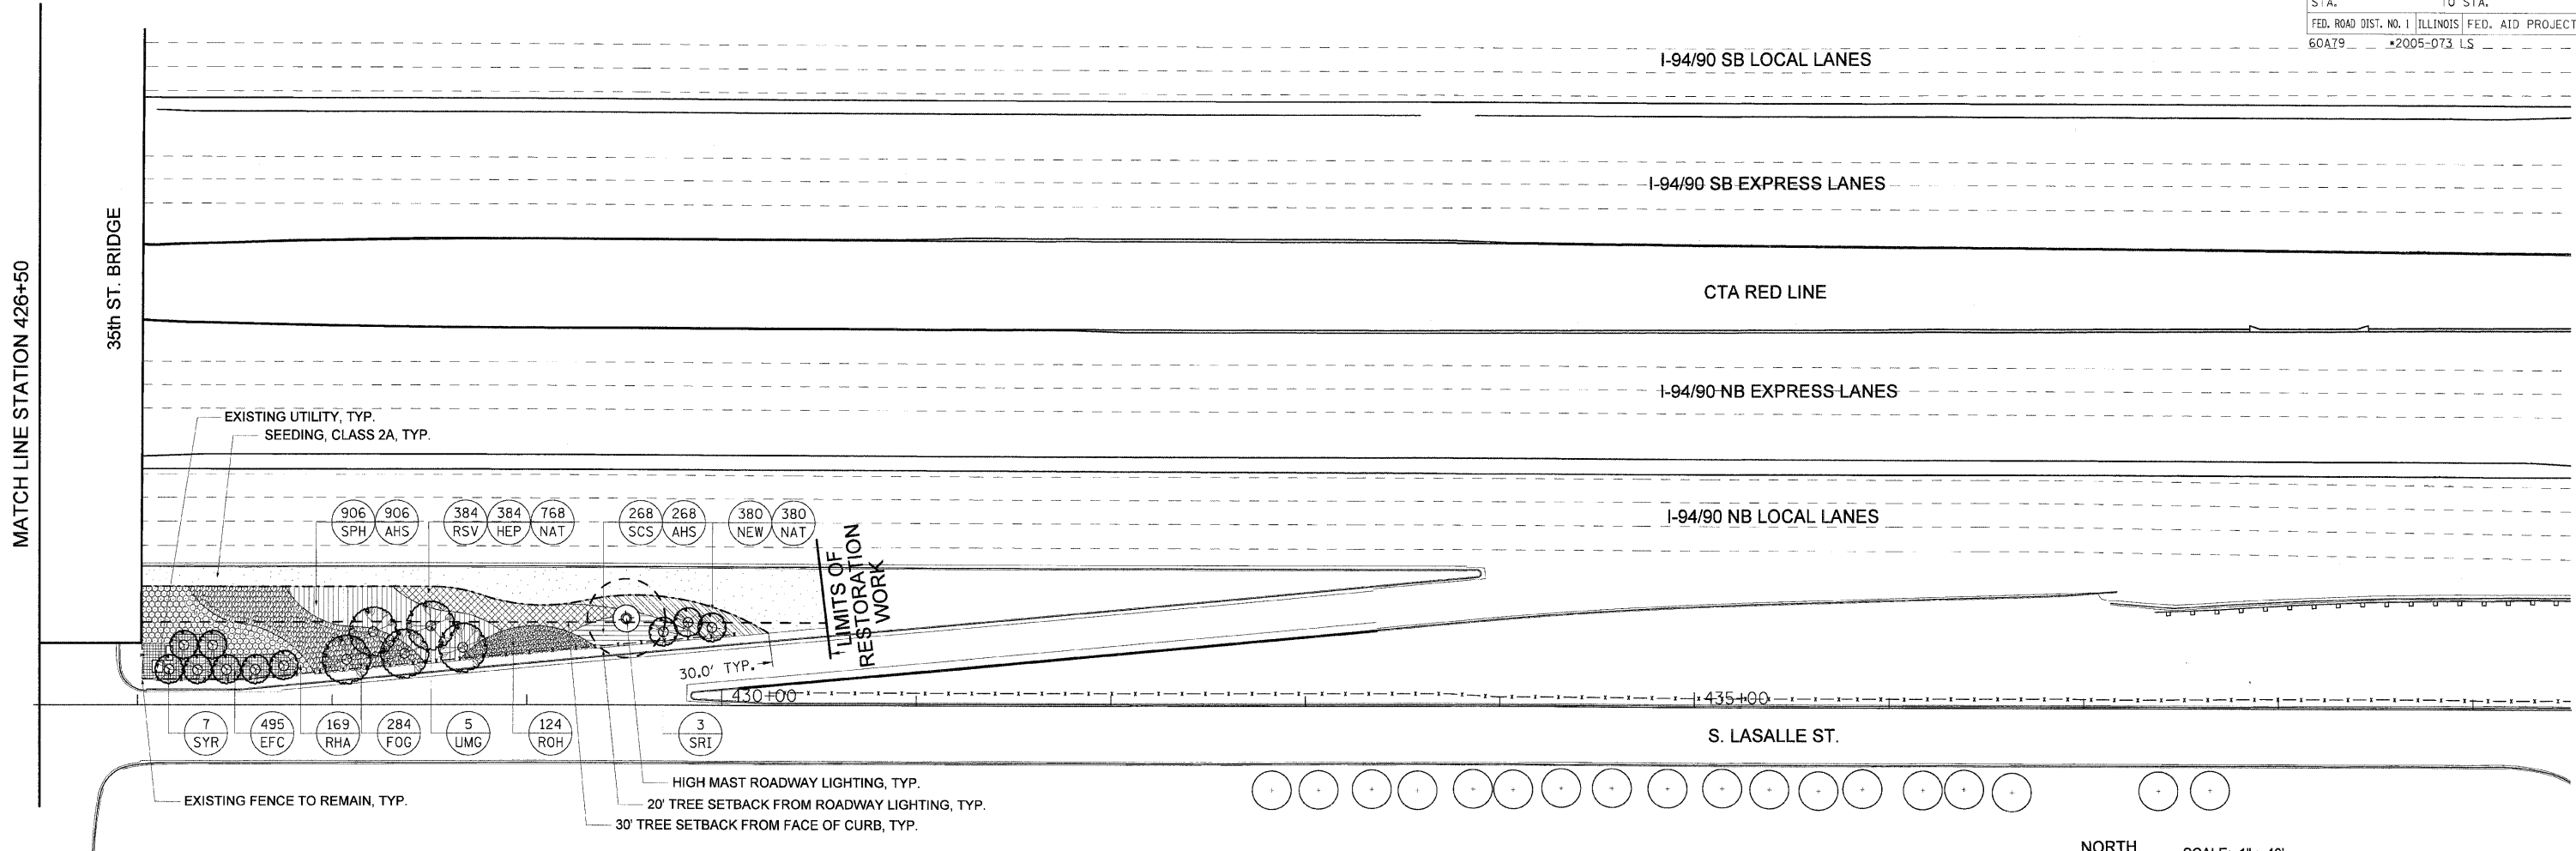 STA. TO STA.
FED. ROAD DIST. NO. 1 ILLINOIS FED. AID PROJECT
60A79 *2005-073 LS
I-94/90 SB LOCAL LANES
I-94/90 SB EXPRESS LANES
CTA RED LINE
I-94/90 NB EXPRESS LANES
I-94/90 NB LOCAL LANES
MATCH LINE STATION 426+50
35th ST. BRIDGE
EXISTING UTILITY, TYP.
SEEDING, CLASS 2A, TYP.
906 906 384 384 768 268 268 380 380
SPH AHS RSV HEP NAT SCS AHS NEW NAT
LIMITS OF
RESTORATION
WORK
30.0' TYP.
430+00
435+00
7 495 169 284 5 124 3
SYR EFC RHA FOG UMG ROH SRI
S. LASALLE ST.
HIGH MAST ROADWAY LIGHTING, TYP.
20' TREE SETBACK FROM ROADWAY LIGHTING, TYP.
30' TREE SETBACK FROM FACE OF CURB, TYP.
EXISTING FENCE TO REMAIN, TYP.
NORTH